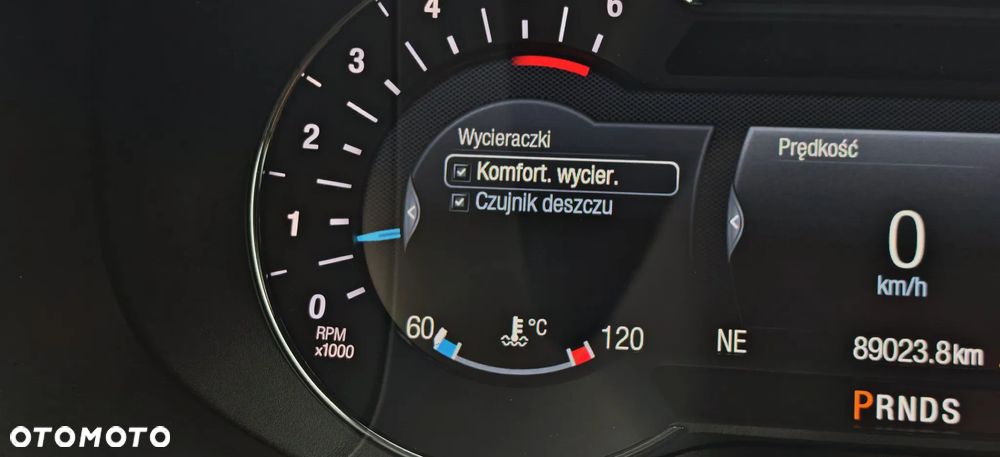 4
6
3
2
1
0
RPM
x1000
Wycieraczki
Komfort. wycier.
Czujnik deszczu
60
°C
120
Prędkość
0
km/h
NE
89023.8km
PRNDS
OTOMOTO